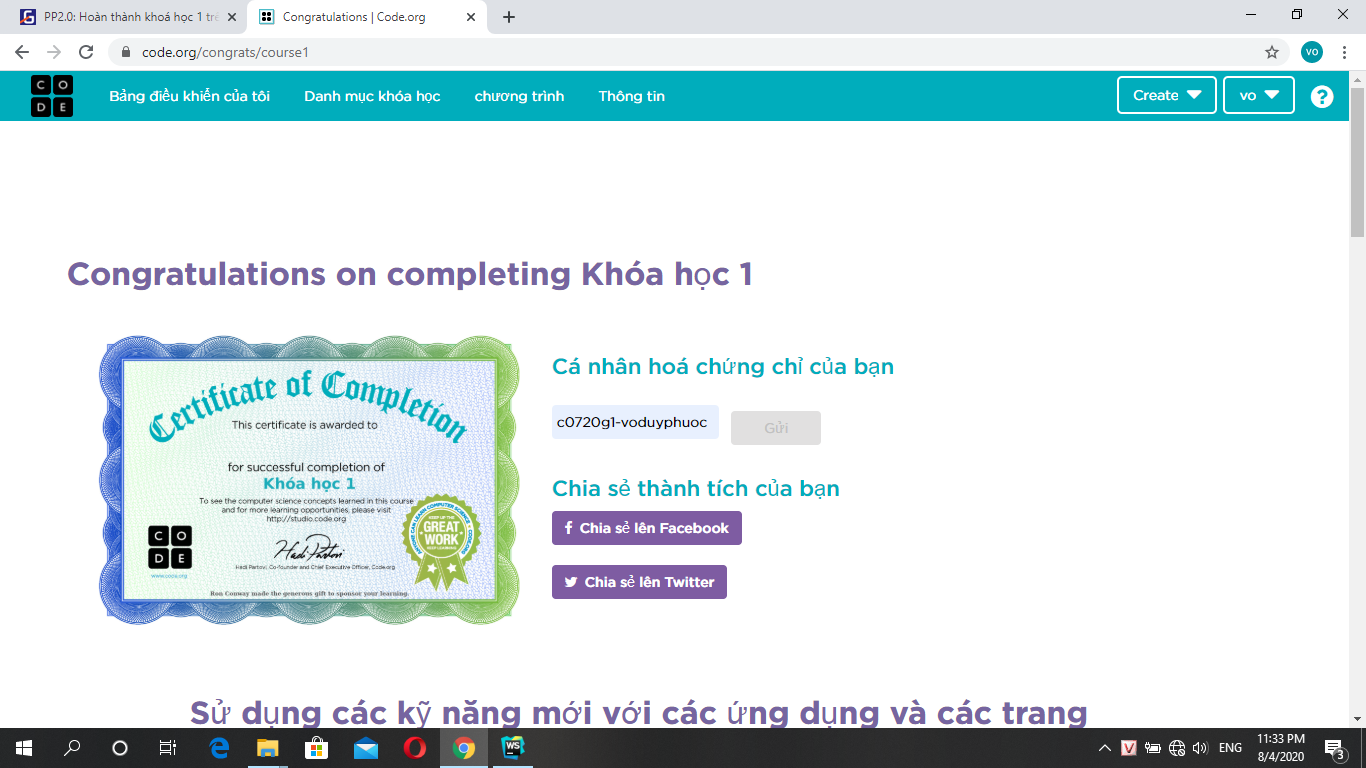 PP2.0: Hoàn thành khoá học 1 trê
Congratulations | Code.org
code.org/congrats/course1
vo
C O D E
Bảng điều khiển của tôi
Danh mục khóa học
chương trình
Thông tin
Create
vo
?
Congratulations on completing Khóa học 1
Certificate of Completion
This certificate is awarded to
for successful completion of
Khóa học 1
To see the computer science concepts learned in this course
and for more learning opportunities, please visit
http://studio.code.org
C O
D E
www.code.org
Hadi Partovi
Hadi Partovi, Co-founder and Chief Executive Officer, Code.org
ANYONE CAN LEARN COMPUTER SCIENCE
KEEP UP THE
GREAT
WORK
KEEP LEARNING
Ron Conway made the generous gift to sponsor your learning.
Cá nhân hoá chứng chỉ của bạn
c0720g1-voduyphuoc
Gửi
Chia sẻ thành tích của bạn
Chia sẻ lên Facebook
Chia sẻ lên Twitter
Sử dụng các kỹ năng mới với các ứng dụng và các trang
WS
V
ENG
11:33 PM
8/4/2020
3